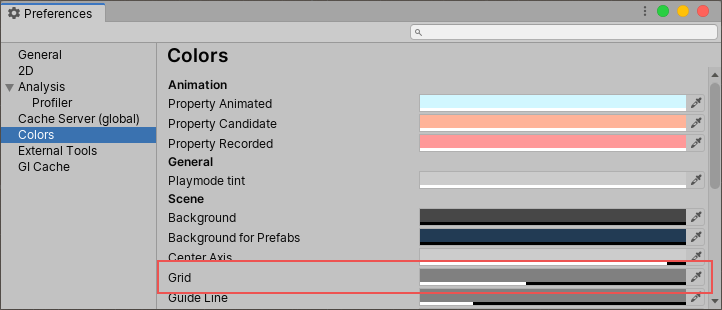 Preferences
General
2D
Analysis
Profiler
Cache Server (global)
Colors
External Tools
GI Cache
Colors
Animation
Property Animated
Property Candidate
Property Recorded
General
Playmode tint
Scene
Background
Background for Prefabs
Center Axis
Grid
Guide Line